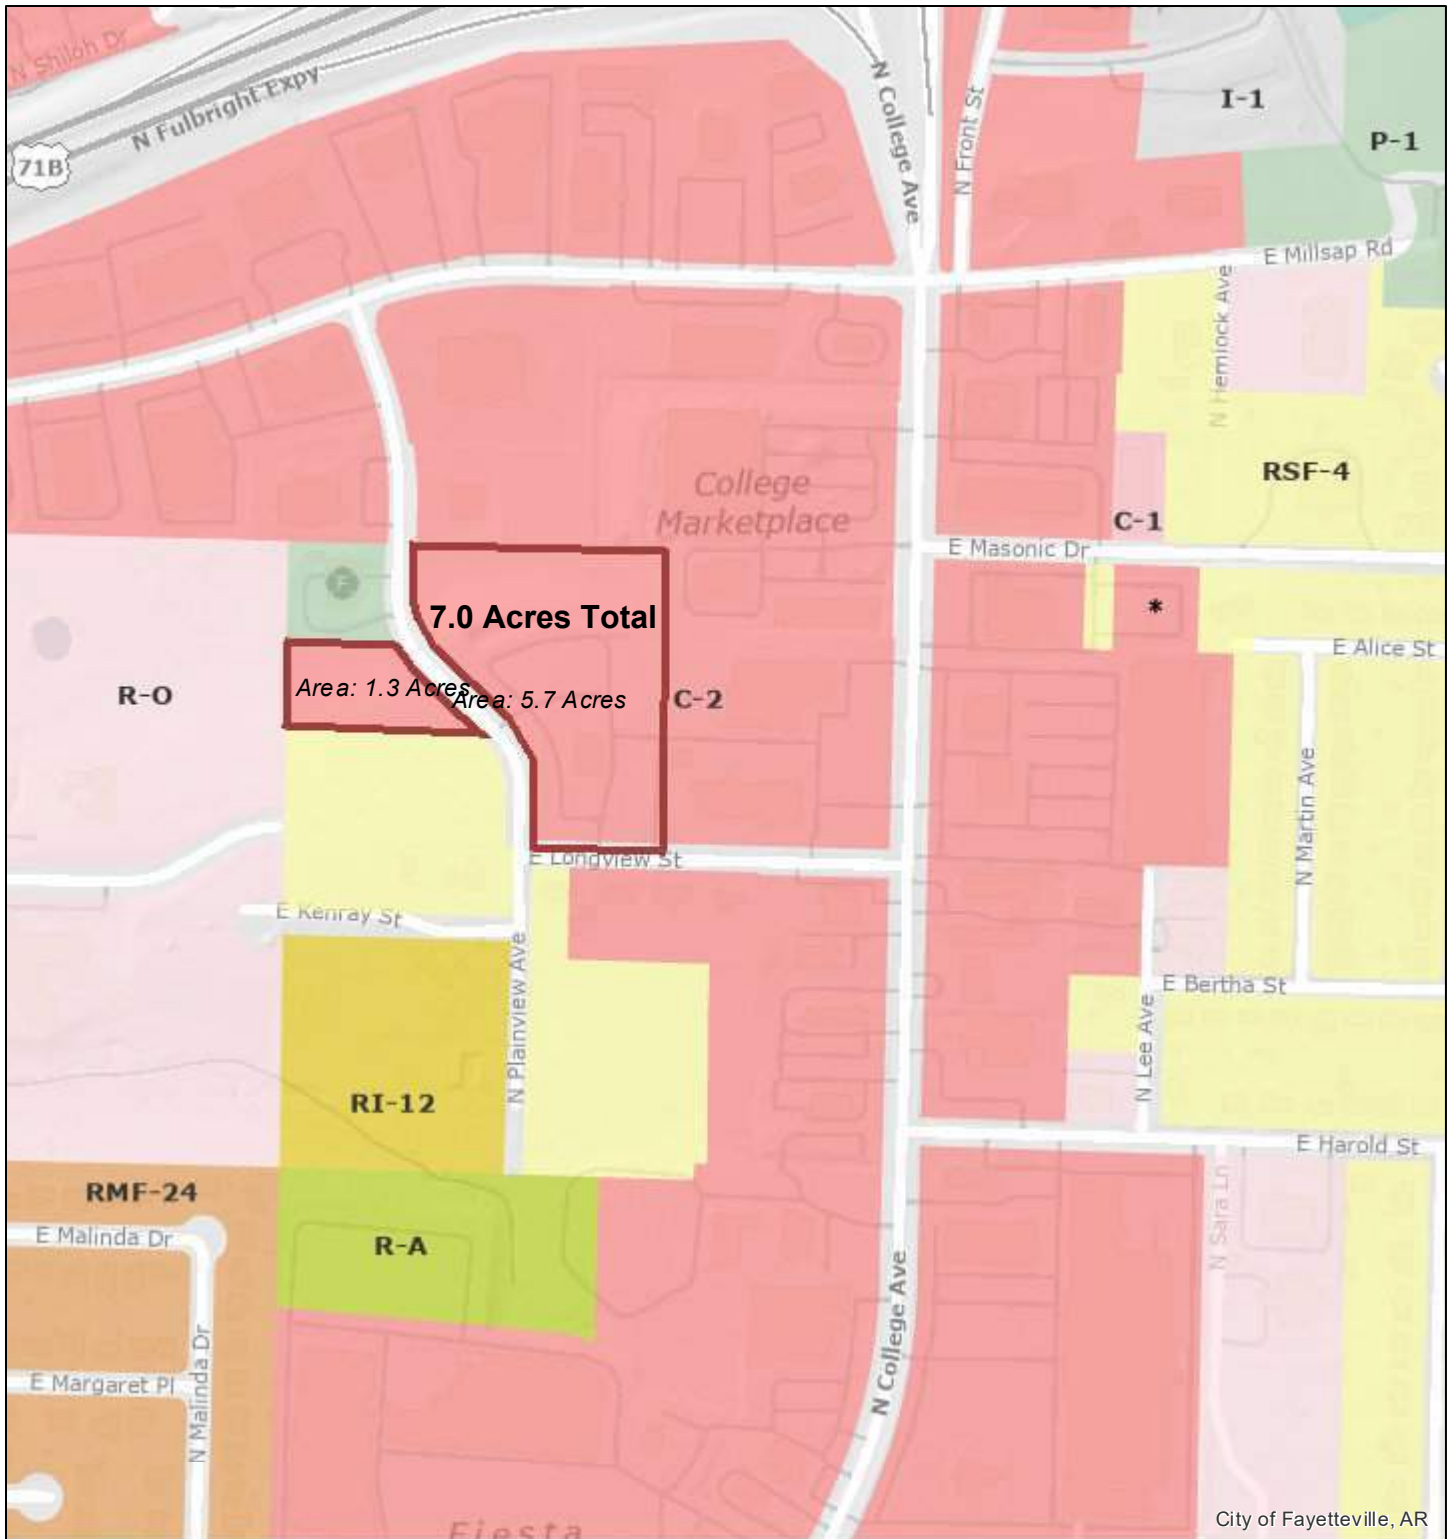 N Shiloh Dr
N Fulbright Expy
71B
N College Ave
N Front St
I-1
P-1
E Millsap Rd
N Hemlock Ave
College
Marketplace
RSF-4
C-1
E Masonic Dr
F
7.0 Acres Total
*
E Alice St
R-O
Area: 1.3 Acres
Area: 5.7 Acres
C-2
N Martin Ave
E Longview St
E Kenray St
N Plainview Ave
E Bertha St
N Lee Ave
RI-12
E Harold St
RMF-24
E Malinda Dr
R-A
N Sara Ln
N College Ave
E Margaret Pl
N Malinda Dr
Fiesta
City of Fayetteville, AR